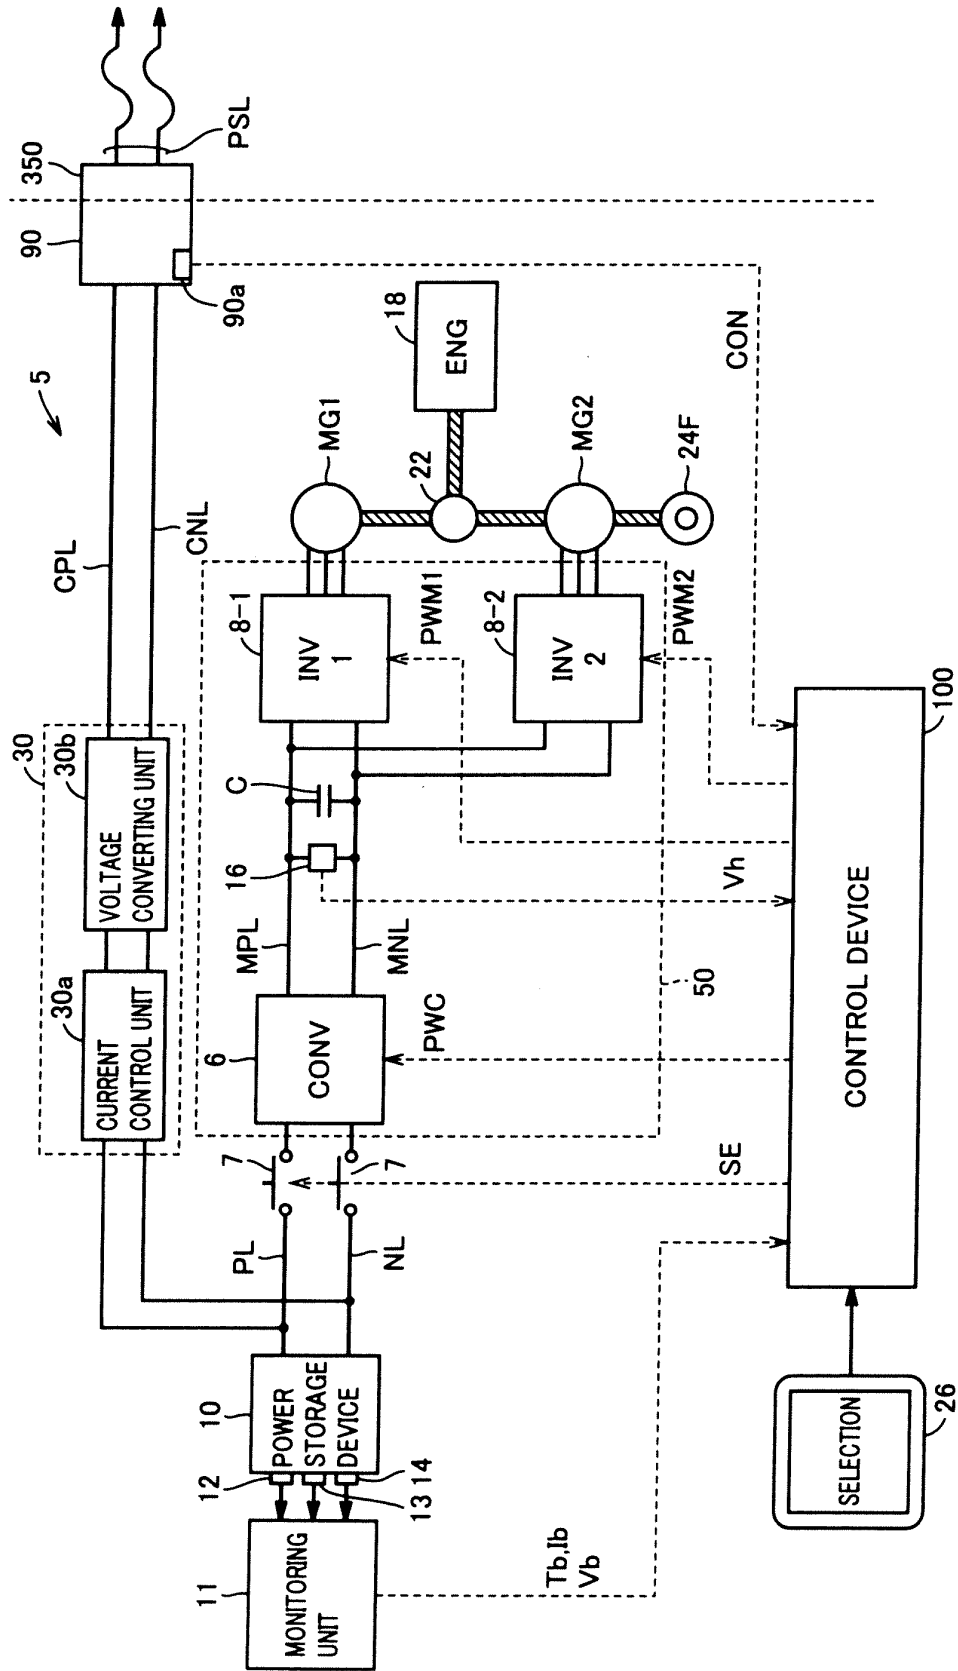 350
90
PSL
90a
5
CPL
CNL
30
30b
VOLTAGE
CONVERTING UNIT
30a
CURRENT
CONTROL UNIT
18
ENG
CON
MG1
22
MG2
24F
8-1
INV
1
PWM1
8-2
INV
2
PWM2
C
16
MPL
MNL
Vh
50
6
CONV
PWC
7
7
SE
PL
NL
100
CONTROL DEVICE
10
POWER
STORAGE
DEVICE
12
13
14
11
MONITORING
UNIT
Tb,Ib
Vb
SELECTION
26